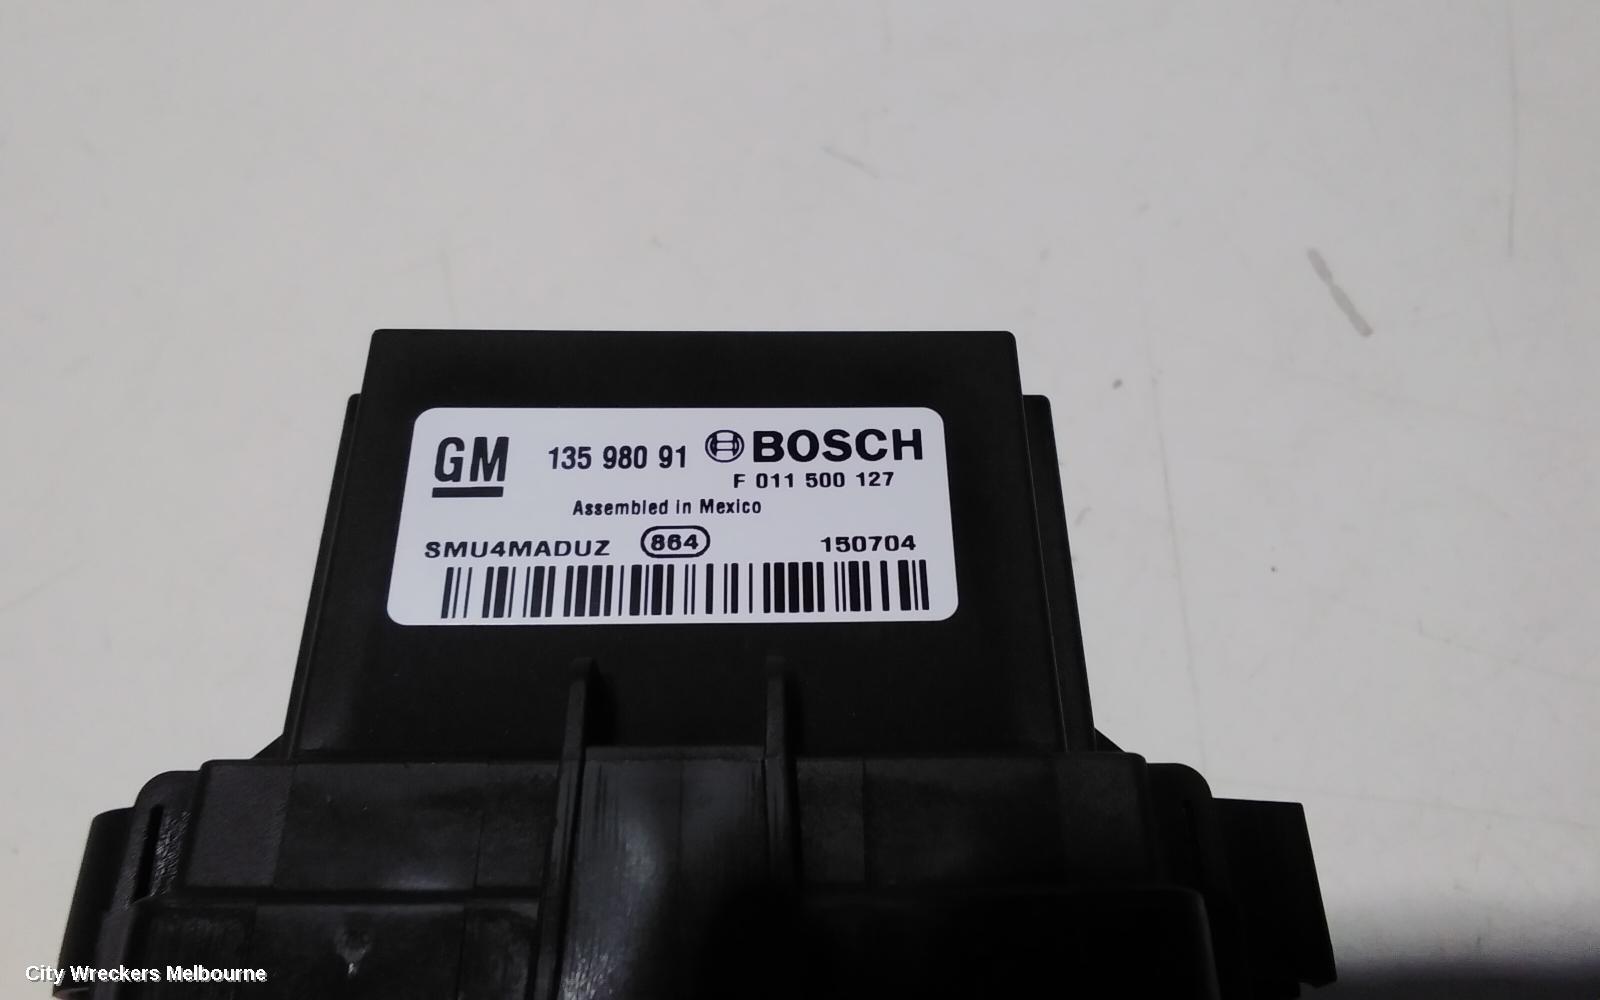 GM 135 980 91 BOSCH
F 011 500 127
Assembled in Mexico
SMU4MADUZ 864 150704
City Wreckers Melbourne